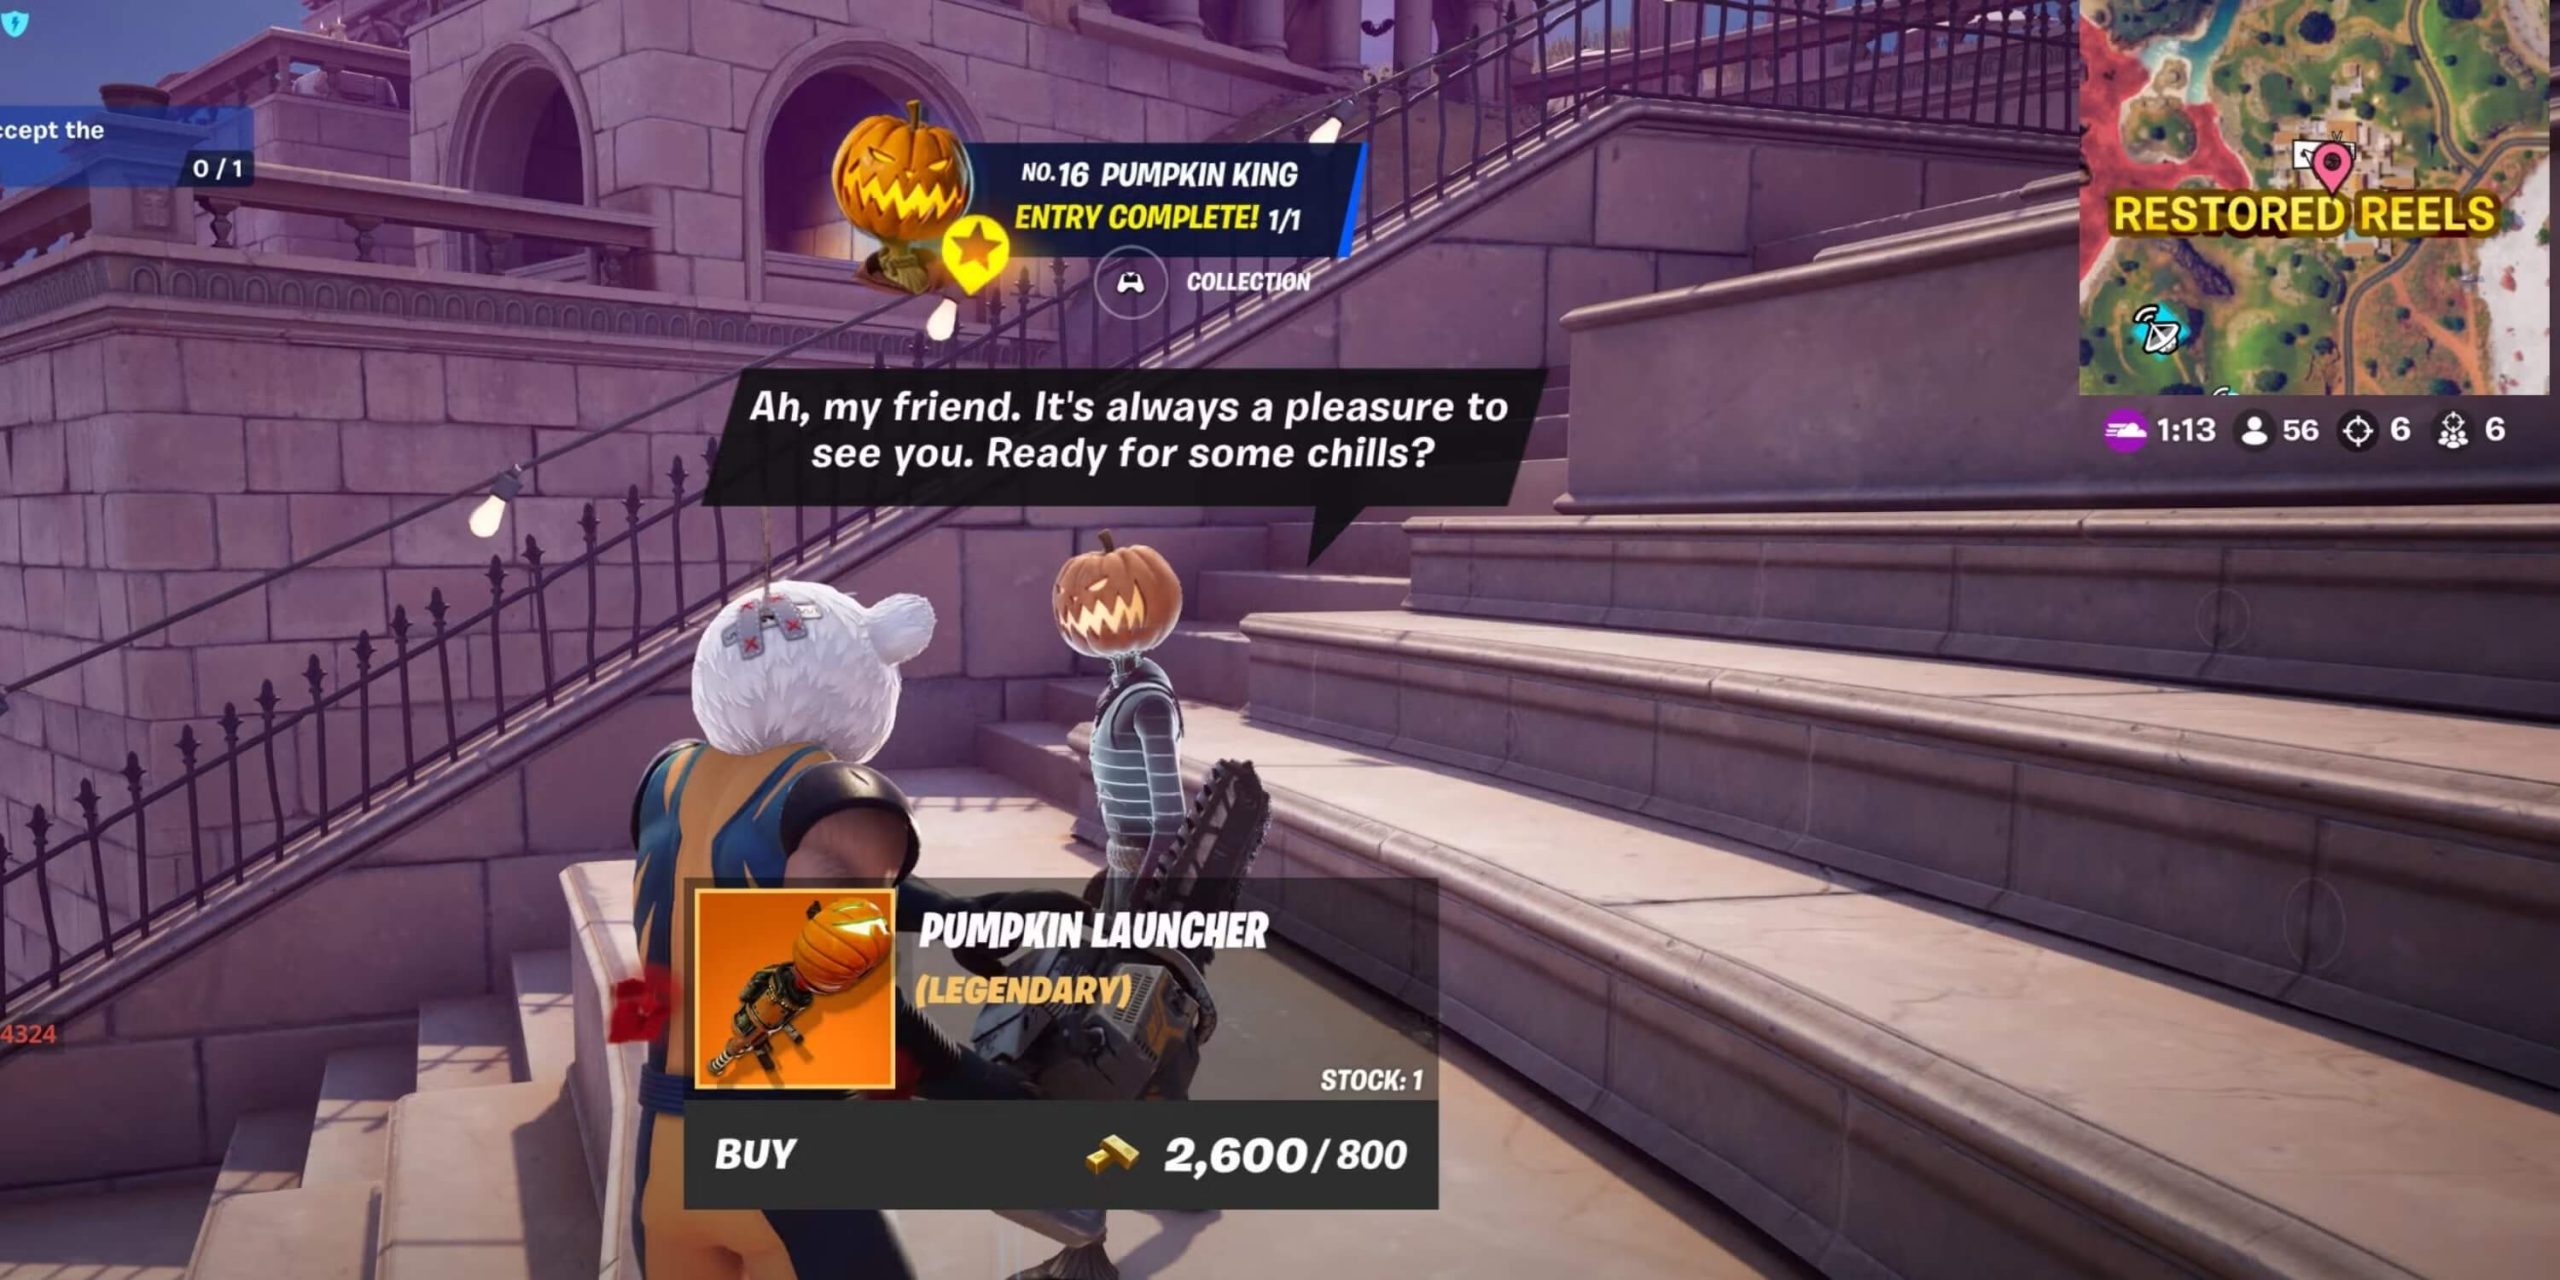 ccept the
0 / 1
NO.16 PUMPKIN KING
ENTRY COMPLETE! 1/1
COLLECTION
RESTORED REELS
1:13 56 6 6
Ah, my friend. It's always a pleasure to
see you. Ready for some chills?
PUMPKIN LAUNCHER
(LEGENDARY)
4324
STOCK: 1
BUY 2,600/800